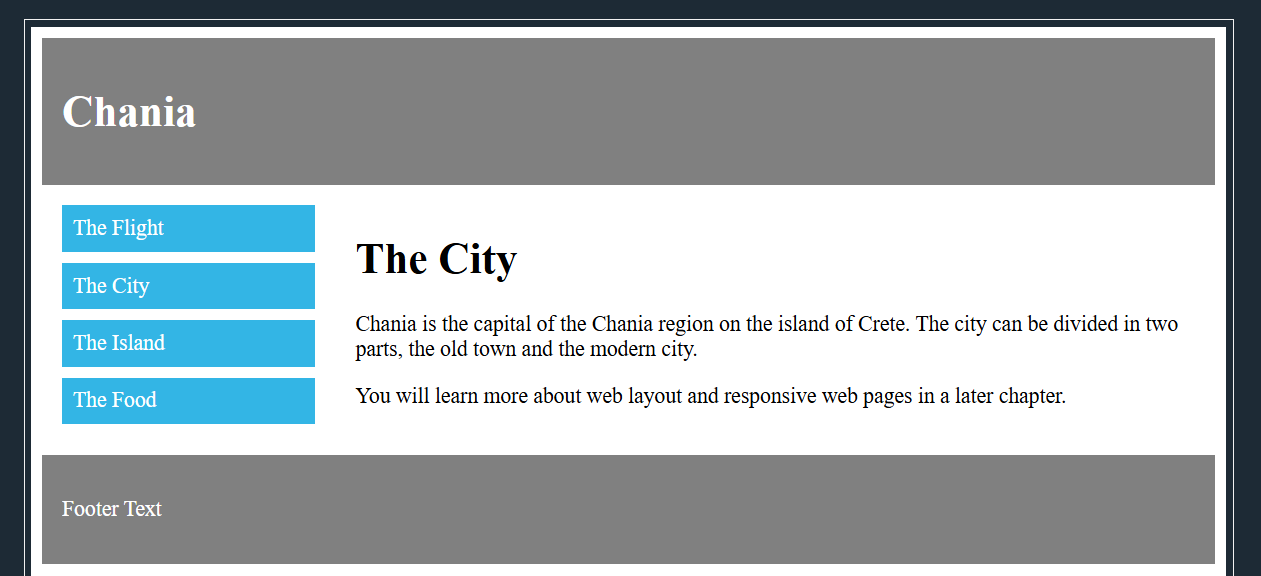 Chania
The Flight
The City
The Island
The Food
The City
Chania is the capital of the Chania region on the island of Crete. The city can be divided in two
parts, the old town and the modern city.
You will learn more about web layout and responsive web pages in a later chapter.
Footer Text